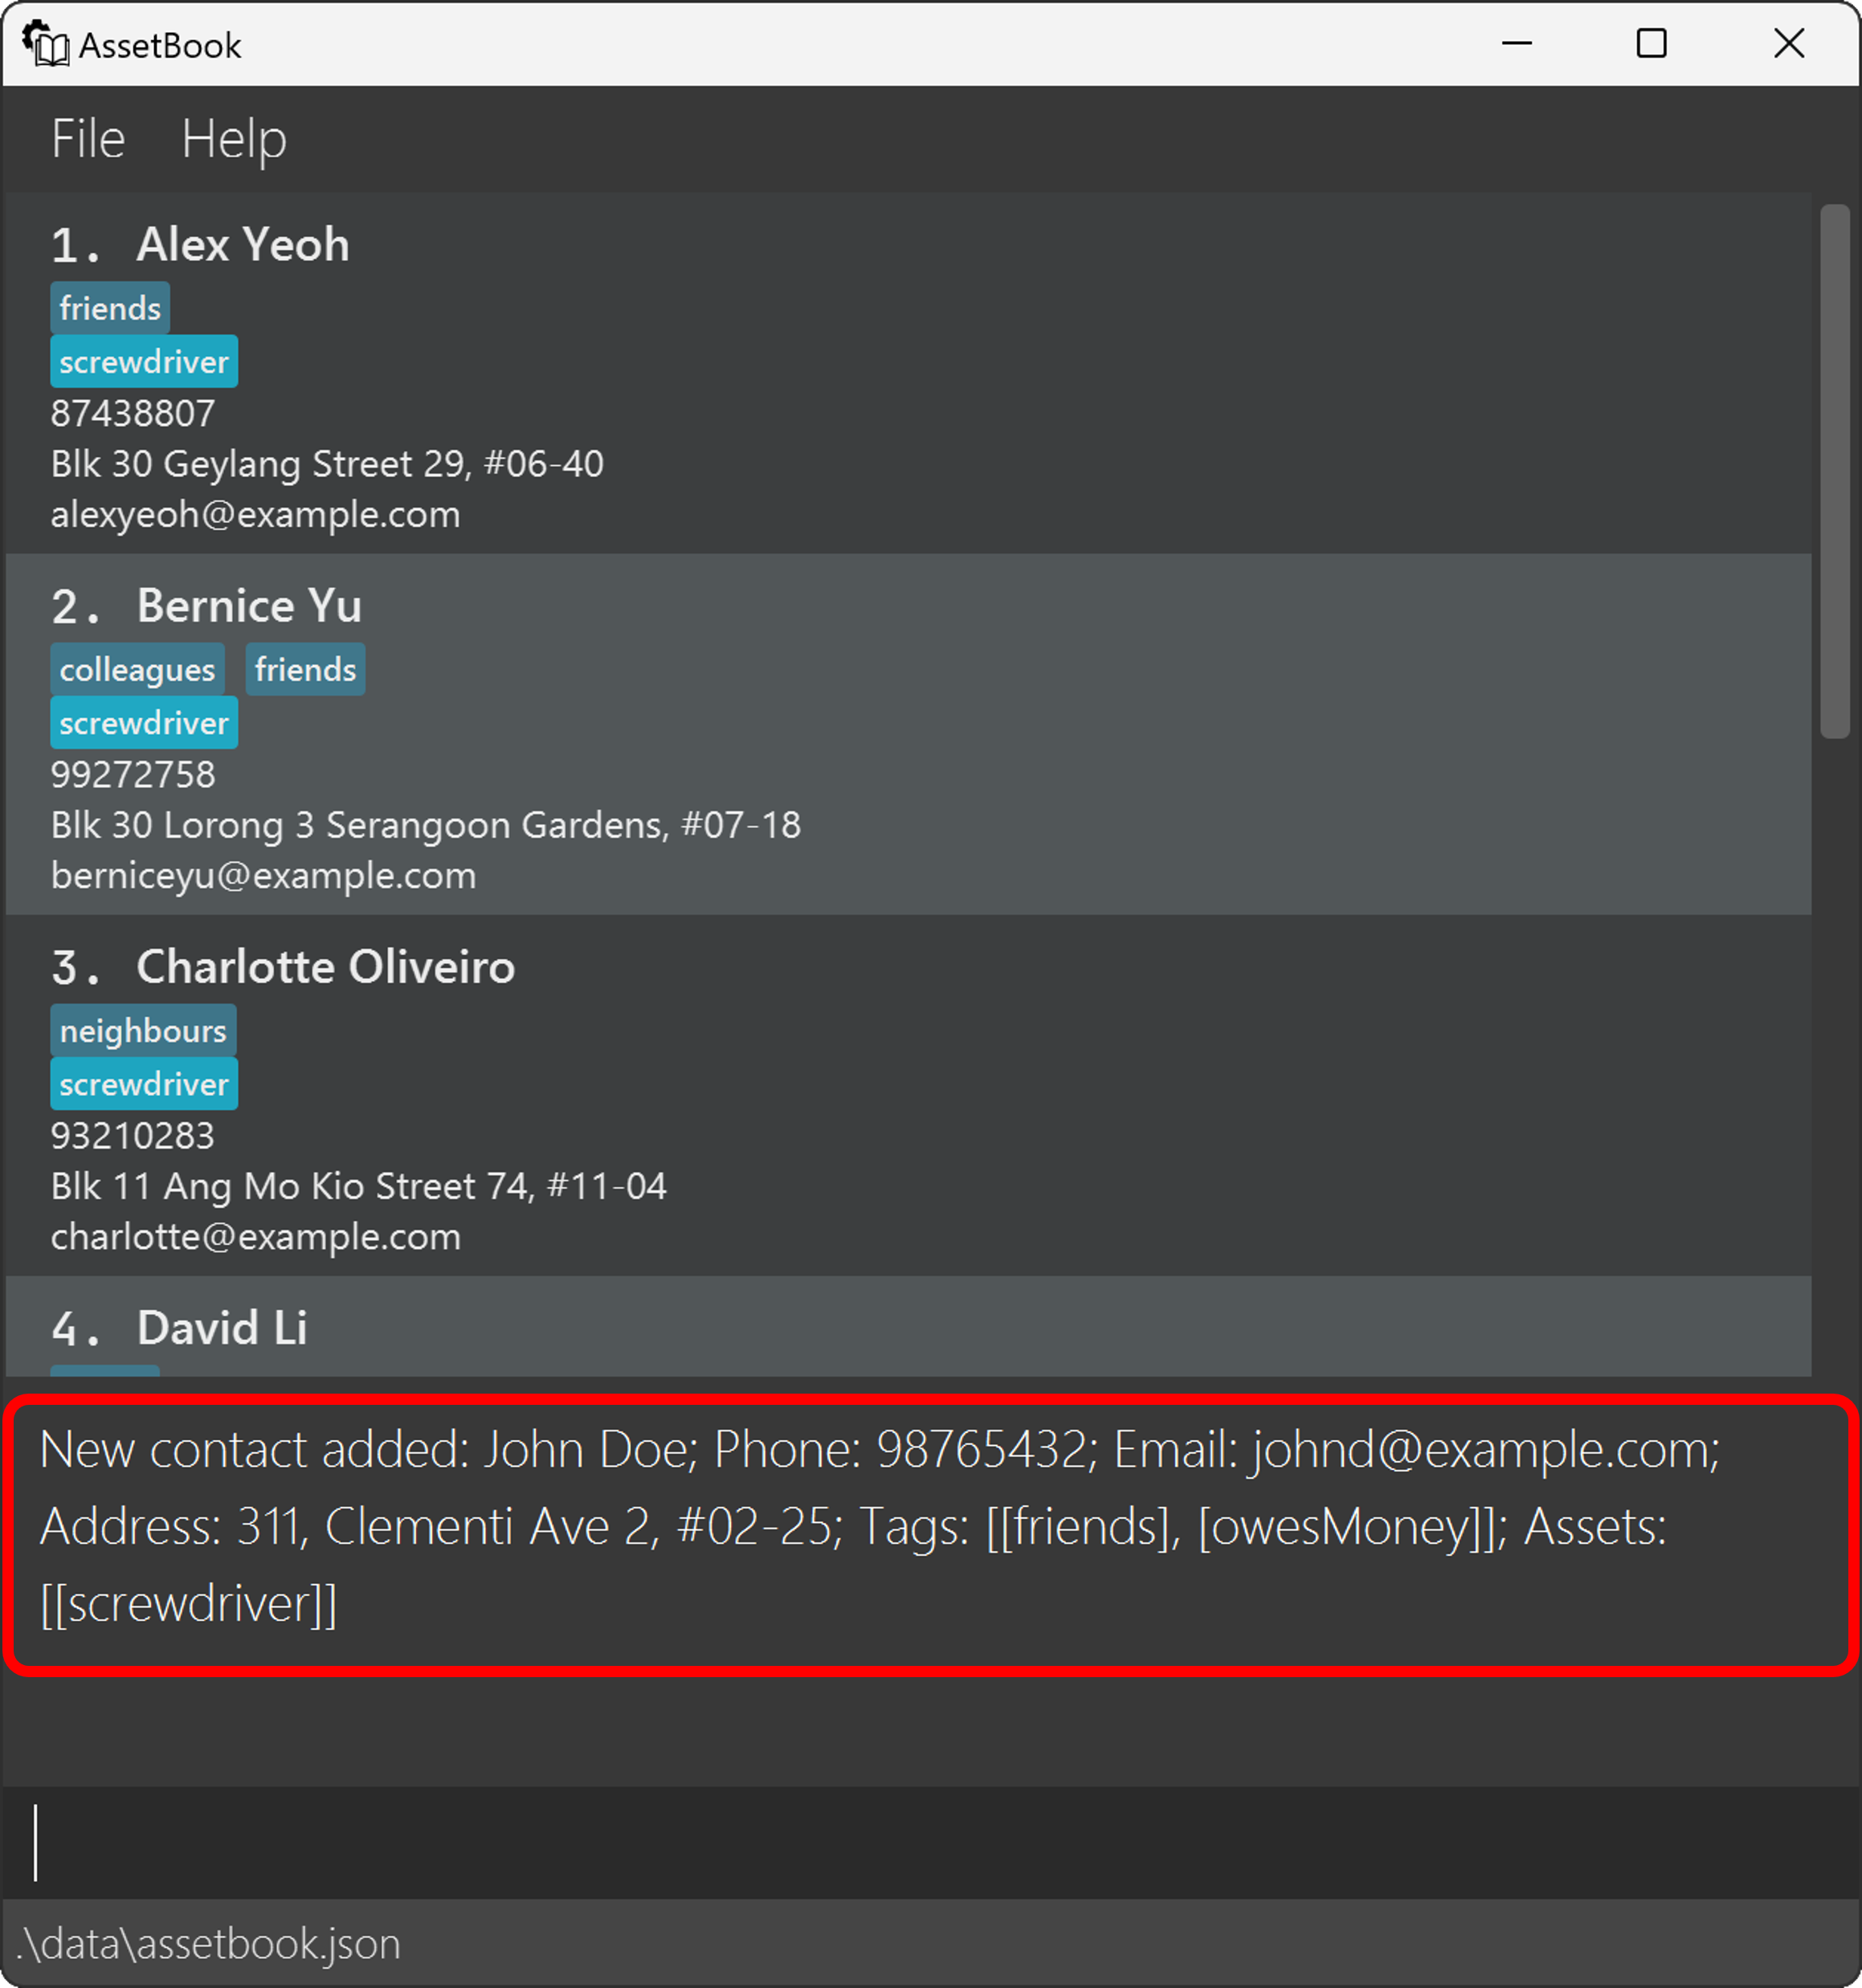 AssetBook
File Help
1. Alex Yeoh
friends
screwdriver
87438807
Blk 30 Geylang Street 29, #06-40
alexyeoh@example.com
2. Bernice Yu
colleagues friends
screwdriver
99272758
Blk 30 Lorong 3 Serangoon Gardens, #07-18
berniceyu@example.com
3. Charlotte Oliveiro
neighbours
screwdriver
93210283
Blk 11 Ang Mo Kio Street 74, #11-04
charlotte@example.com
4. David Li
New contact added: John Doe; Phone: 98765432; Email: johnd@example.com;
Address: 311, Clementi Ave 2, #02-25; Tags: [[friends], [owesMoney]]; Assets:
[[screwdriver]]
.\data\assetbook.json